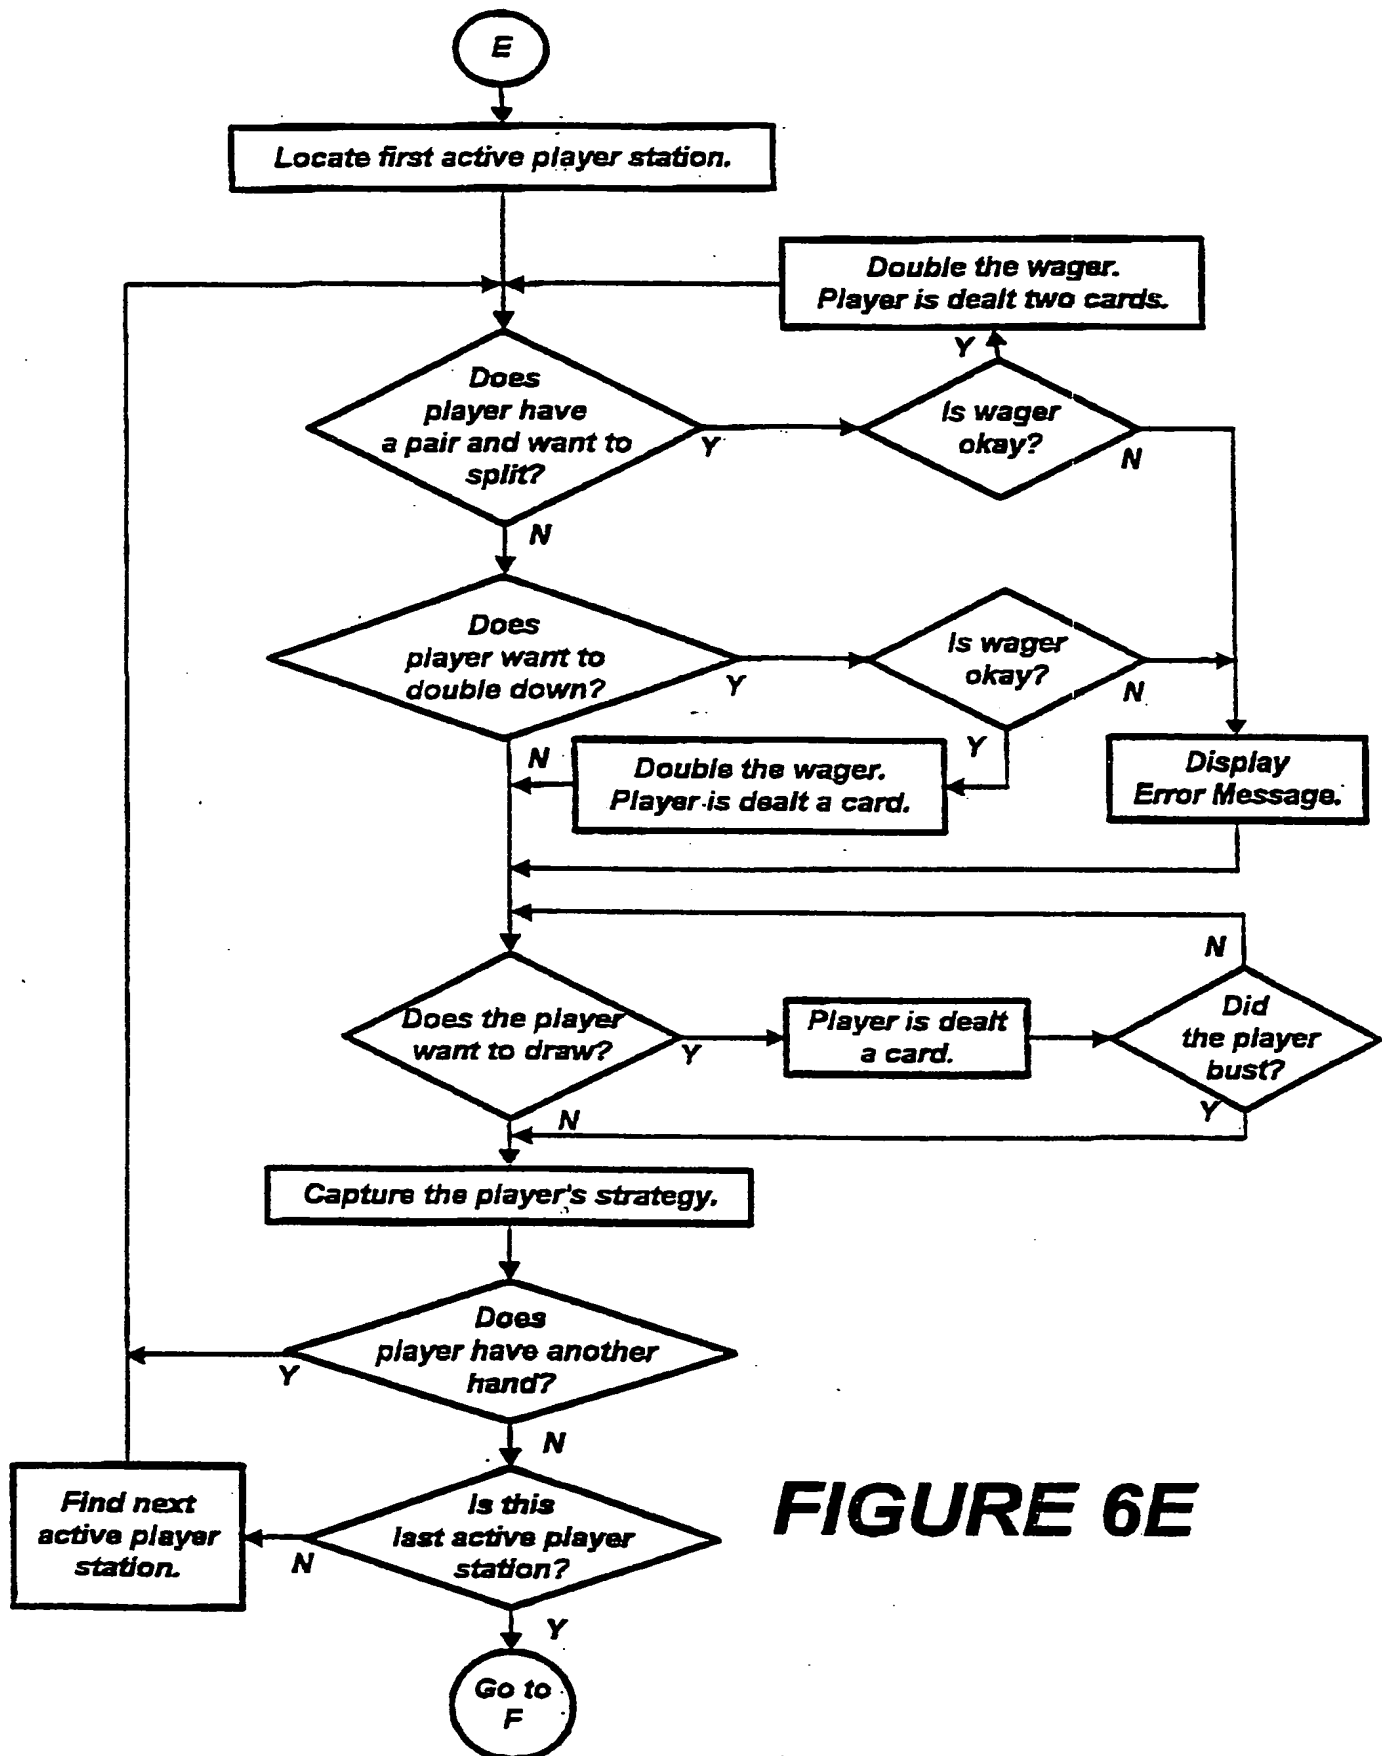 E
Locate first active player station.
Double the wager.
Player is dealt two cards.
Y
Does
player have
a pair and want to
split?
Y
Is wager
okay?
N
N
Does
player want to
double down?
Y
Is wager
okay?
N
Y
N
Double the wager.
Player is dealt a card.
Display
Error Message.
N
Does the player
want to draw?
Y
Player is dealt
a card.
Did
the player
bust?
Y
N
Capture the player's strategy.
Does
player have another
hand?
Y
N
Find next
active player
station.
Is this
last active player
station?
N
Y
FIGURE 6E
Go to
F